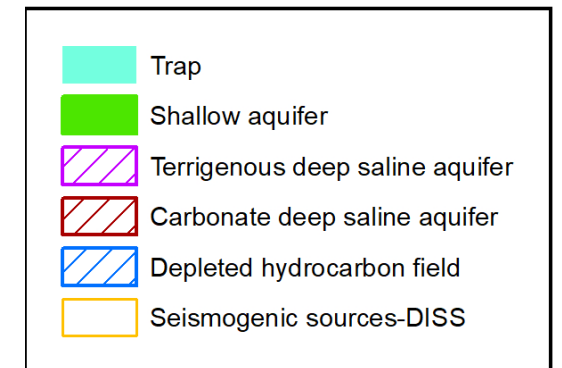 Trap
Shallow aquifer
Terrigenous deep saline aquifer
Carbonate deep saline aquifer
Depleted hydrocarbon field
Seismogenic sources-DISS